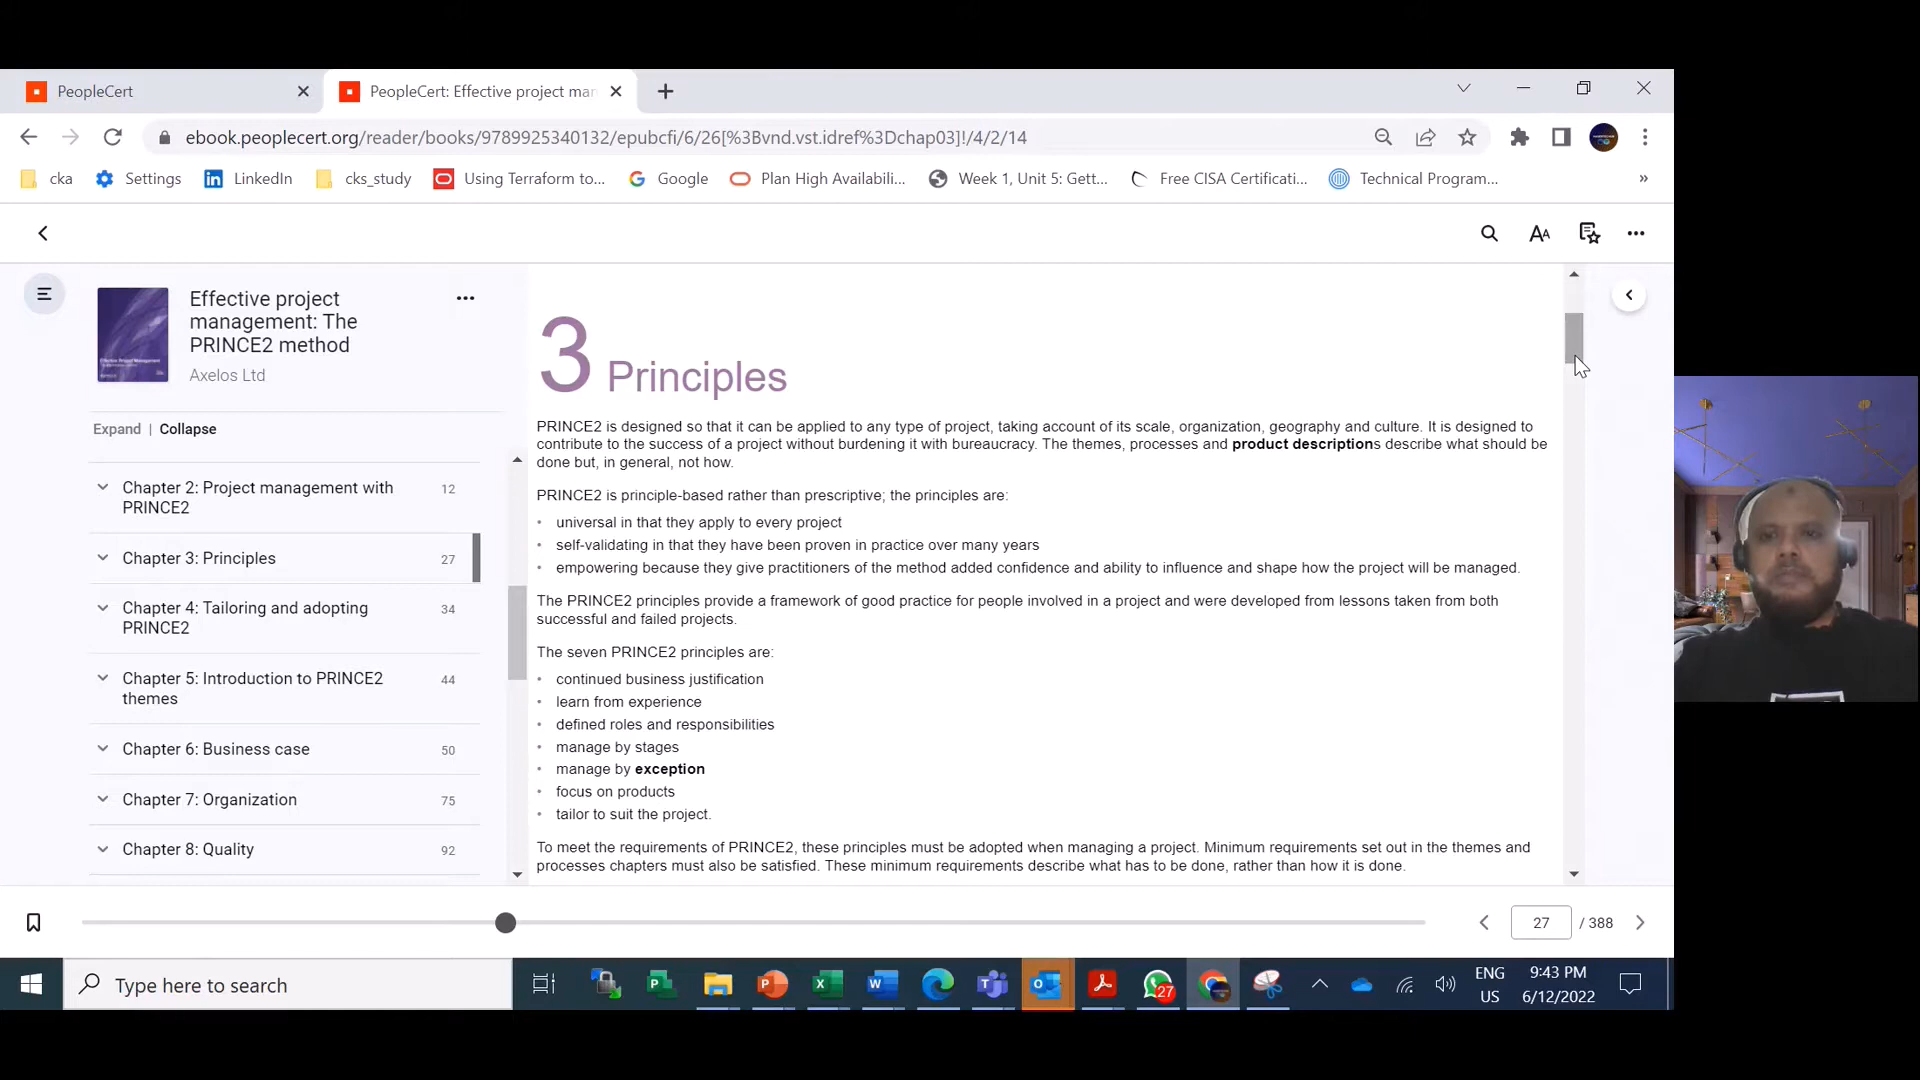 PeopleCert
PeopleCert: Effective project mar
ebook.peoplecert.org/reader/books/9789925340132/epubcfi/6/26[%3Bvnd.vst.idref%3Dchap03]!/4/2/14
cka
Settings
LinkedIn
cks_study
Using Terraform to...
Google
Plan High Availabili...
Week 1, Unit 5: Gett...
Free CISA Certificati...
Technical Program...
»
Effective project
management: The
PRINCE2 method
Axelos Ltd
Expand | Collapse
Chapter 2: Project management with 12
PRINCE2
Chapter 3: Principles 27
Chapter 4: Tailoring and adopting 34
PRINCE2
Chapter 5: Introduction to PRINCE2 44
themes
Chapter 6: Business case 50
Chapter 7: Organization 75
Chapter 8: Quality 92
3 Principles
PRINCE2 is designed so that it can be applied to any type of project, taking account of its scale, organization, geography and culture. It is designed to
contribute to the success of a project without burdening it with bureaucracy. The themes, processes and product descriptions describe what should be
done but, in general, not how.
PRINCE2 is principle-based rather than prescriptive; the principles are:
• universal in that they apply to every project
• self-validating in that they have been proven in practice over many years
• empowering because they give practitioners of the method added confidence and ability to influence and shape how the project will be managed.
The PRINCE2 principles provide a framework of good practice for people involved in a project and were developed from lessons taken from both
successful and failed projects.
The seven PRINCE2 principles are:
• continued business justification
• learn from experience
• defined roles and responsibilities
• manage by stages
• manage by exception
• focus on products
• tailor to suit the project.
To meet the requirements of PRINCE2, these principles must be adopted when managing a project. Minimum requirements set out in the themes and
processes chapters must also be satisfied. These minimum requirements describe what has to be done, rather than how it is done.
27 / 388
Type here to search
27
ENG
US
9:43 PM
6/12/2022